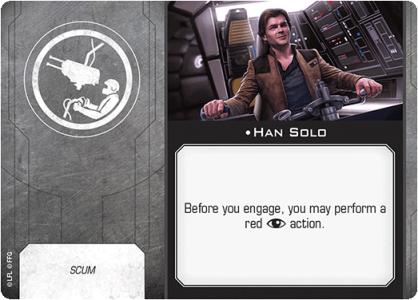 • Han Solo
Before you engage, you may perform a
red action.
SCUM
© LFL © FFG